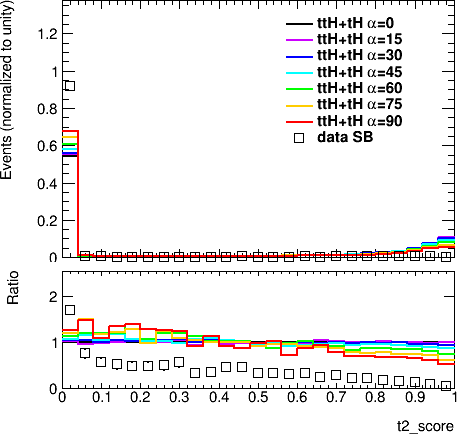 Events (normalized to unity)
1.2
1
0.8
0.6
0.4
0.2
0
ttH+tH α=0
ttH+tH α=15
ttH+tH α=30
ttH+tH α=45
ttH+tH α=60
ttH+tH α=75
ttH+tH α=90
data SB
Ratio
2
1
0
0 0.1 0.2 0.3 0.4 0.5 0.6 0.7 0.8 0.9 1
t2_score